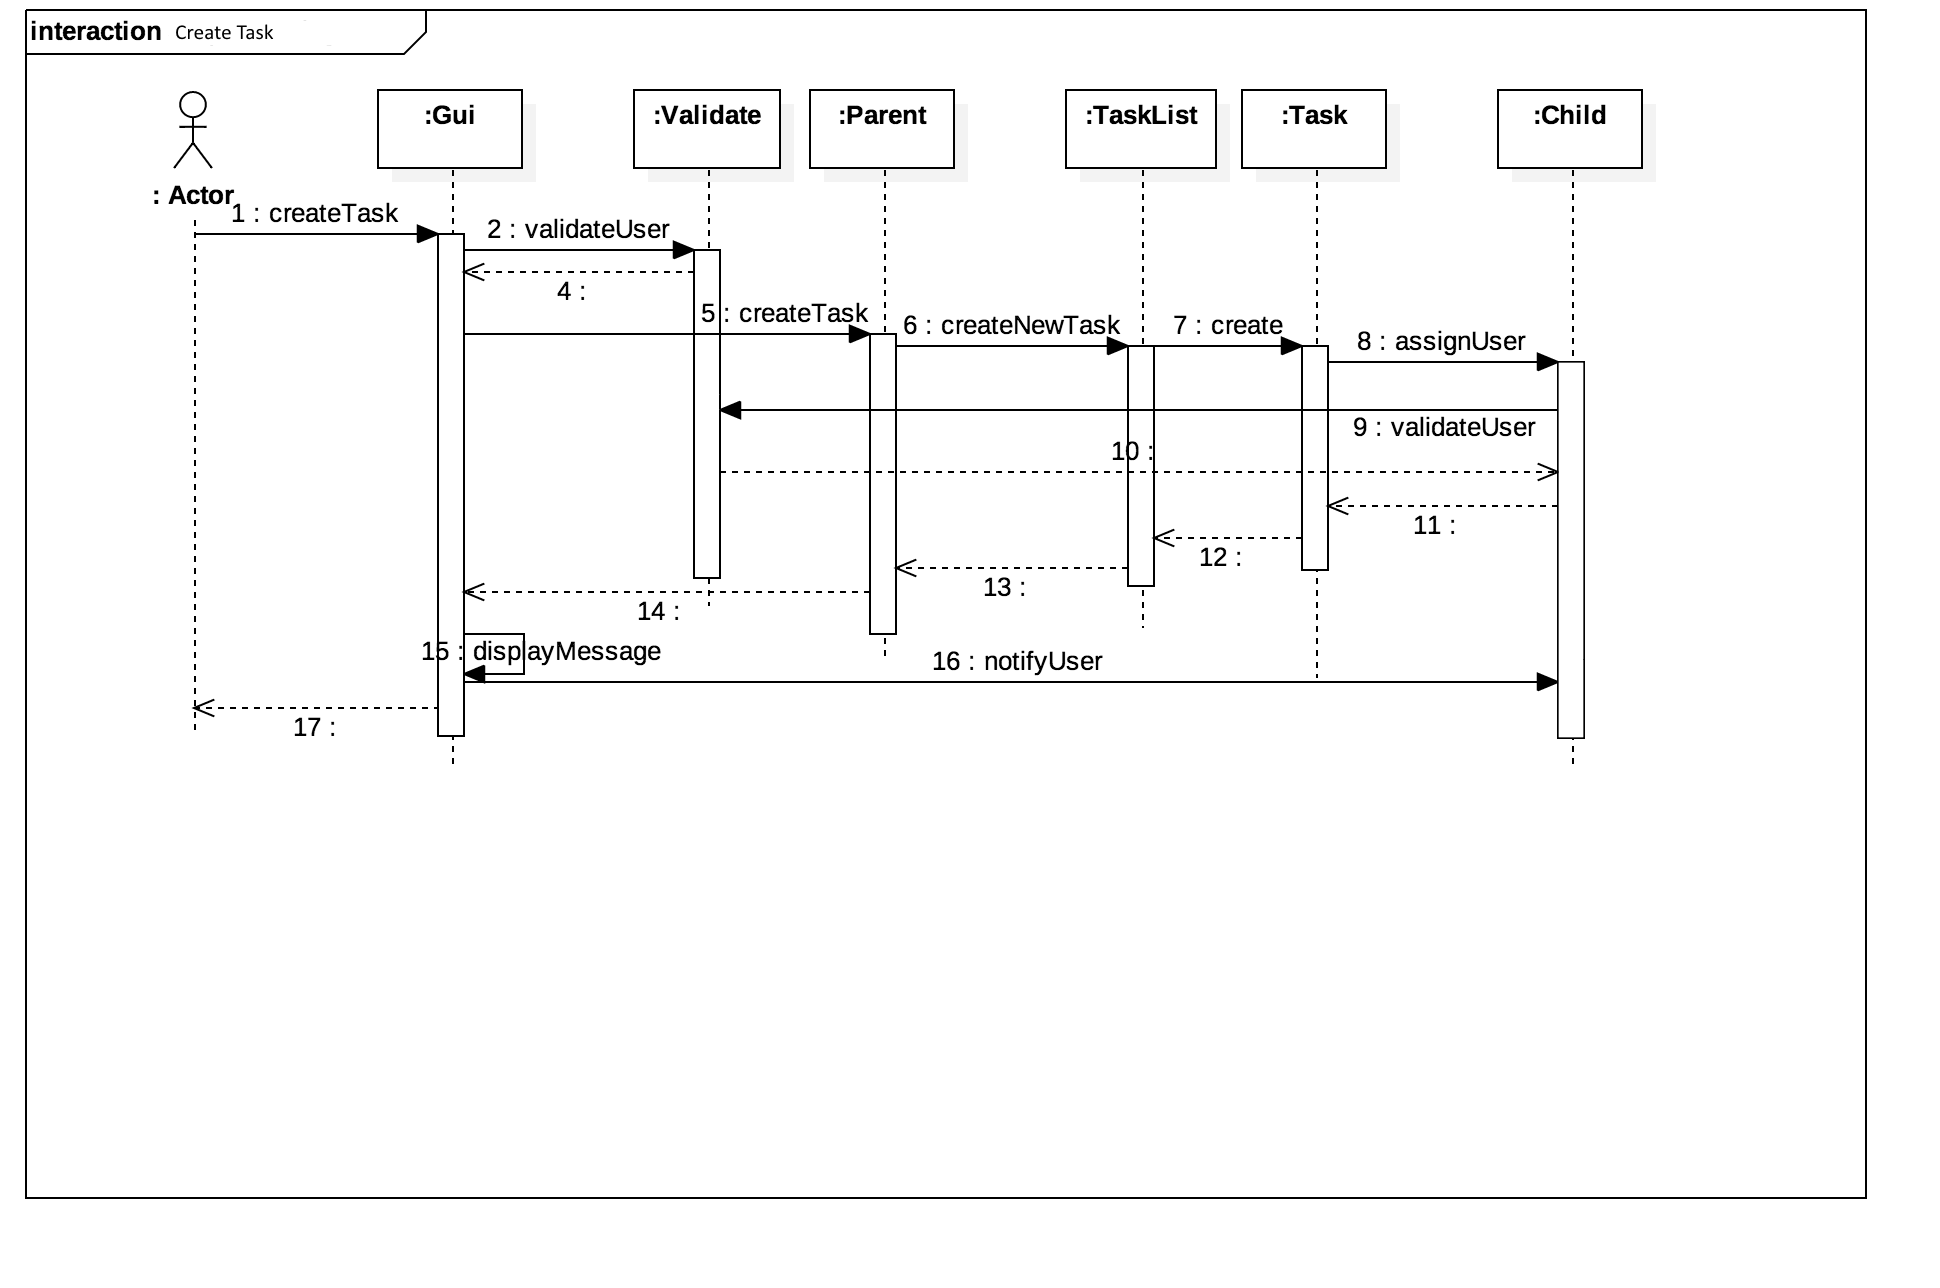 interaction Create Task
:Gui
:Validate
:Parent
:TaskList
:Task
:Child
: Actor
1 : createTask
2 : validateUser
4 :
5 : createTask
6 : createNewTask
7 : create
8 : assignUser
9 : validateUser
10 :
11 :
12 :
13 :
14 :
15 : displayMessage
16 : notifyUser
17 :